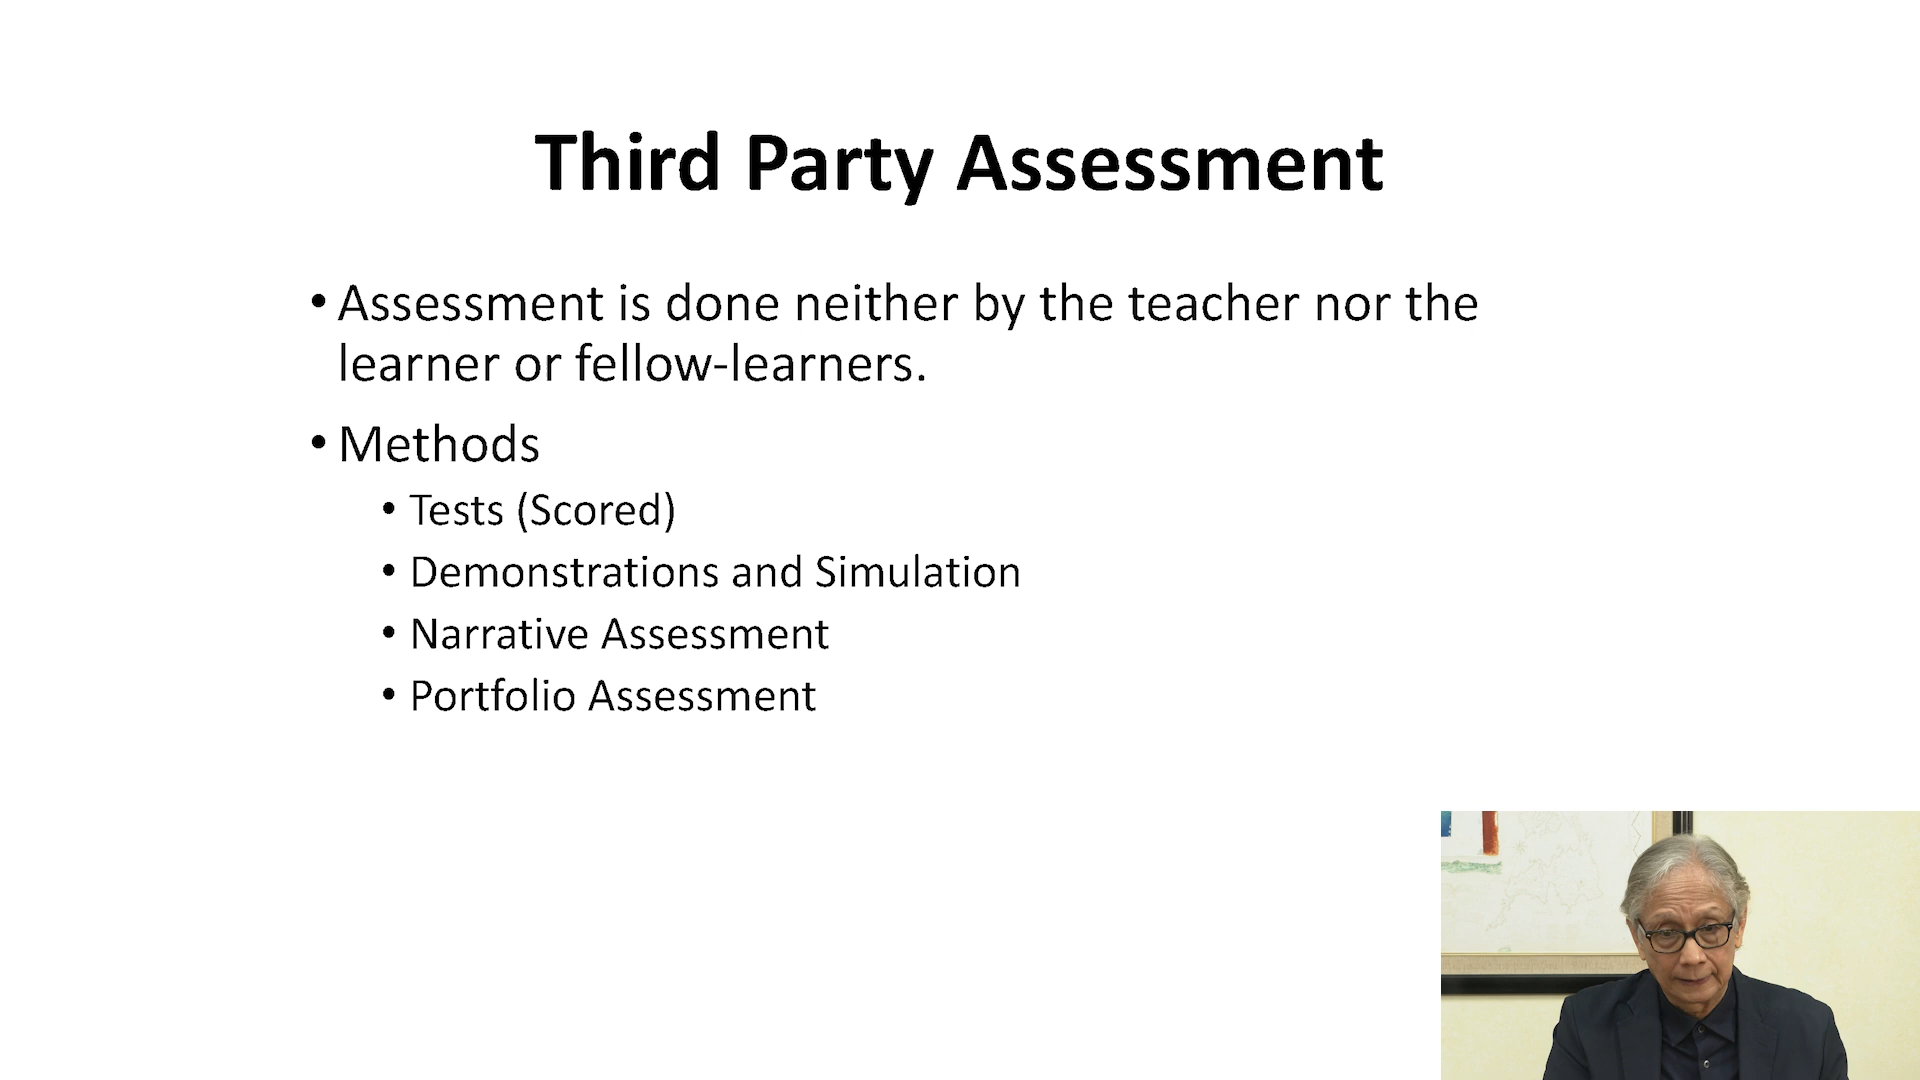 Third Party Assessment
• Assessment is done neither by the teacher nor the
learner or fellow-learners.
• Methods
• Tests (Scored)
• Demonstrations and Simulation
• Narrative Assessment
• Portfolio Assessment